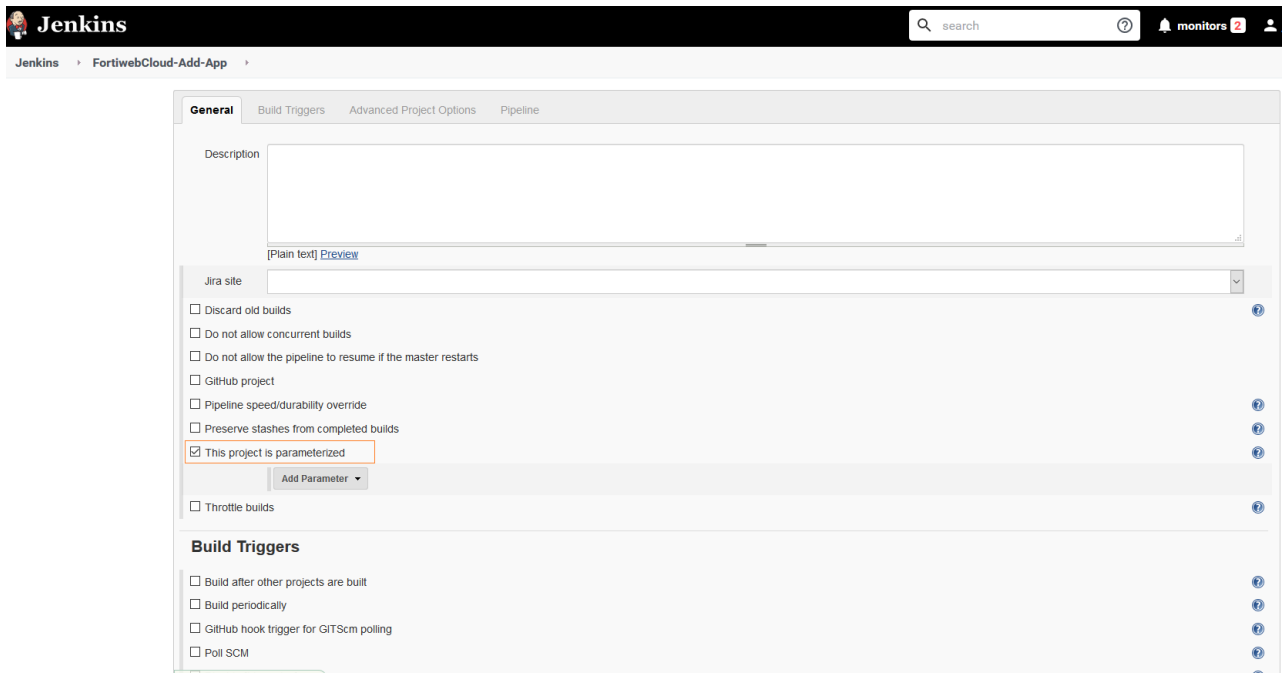 Jenkins
search
monitors 2
Jenkins FortiwebCloud-Add-App
General Build Triggers Advanced Project Options Pipeline
Description
[Plain text] Preview
Jira site
Discard old builds
Do not allow concurrent builds
Do not allow the pipeline to resume if the master restarts
GitHub project
Pipeline speed/durability override
Preserve stashes from completed builds
This project is parameterized
Add Parameter
Throttle builds
Build Triggers
Build after other projects are built
Build periodically
GitHub hook trigger for GITScm polling
Poll SCM